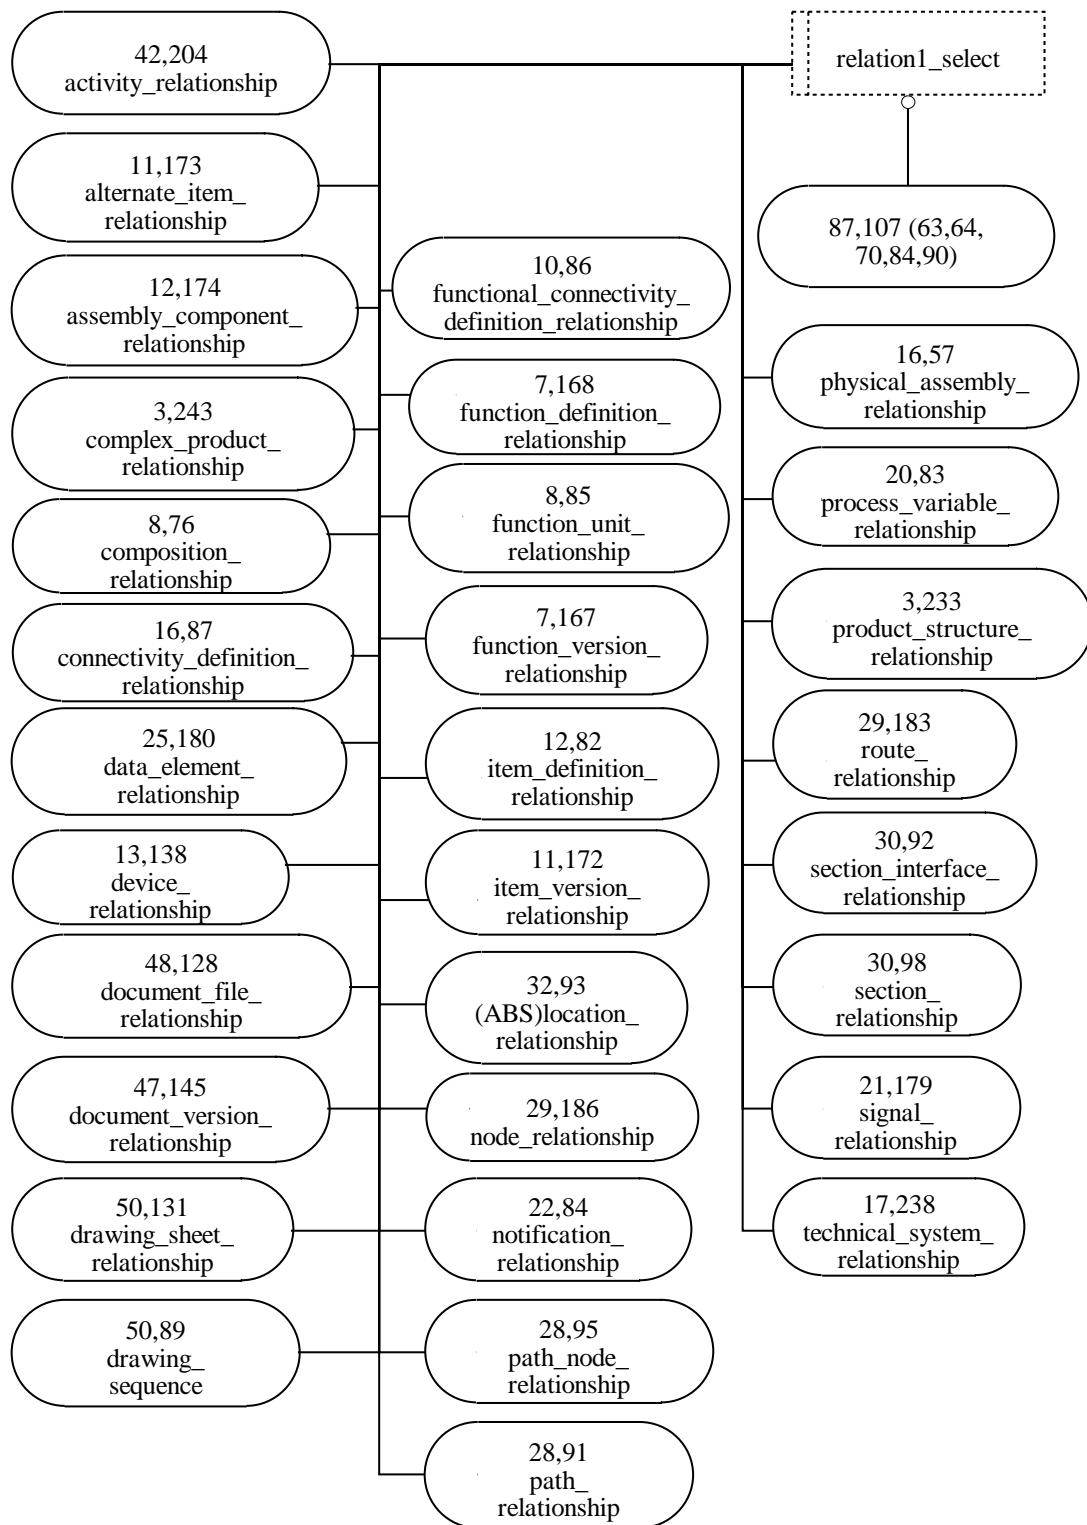 42,204
activity_relationship
relation1_select
11,173
alternate_item_
relationship
87,107 (63,64,
70,84,90)
12,174
assembly_component_
relationship
10,86
functional_connectivity_
definition_relationship
16,57
physical_assembly_
relationship
3,243
complex_product_
relationship
7,168
function_definition_
relationship
20,83
process_variable_
relationship
8,76
composition_
relationship
8,85
function_unit_
relationship
3,233
product_structure_
relationship
16,87
connectivity_definition_
relationship
7,167
function_version_
relationship
29,183
route_
relationship
25,180
data_element_
relationship
12,82
item_definition_
relationship
30,92
section_interface_
relationship
13,138
device_
relationship
11,172
item_version_
relationship
30,98
section_
relationship
48,128
document_file_
relationship
32,93
(ABS)location_
relationship
21,179
signal_
relationship
47,145
document_version_
relationship
29,186
node_relationship
17,238
technical_system_
relationship
50,131
drawing_sheet_
relationship
22,84
notification_
relationship
50,89
drawing_
sequence
28,95
path_node_
relationship
28,91
path_
relationship